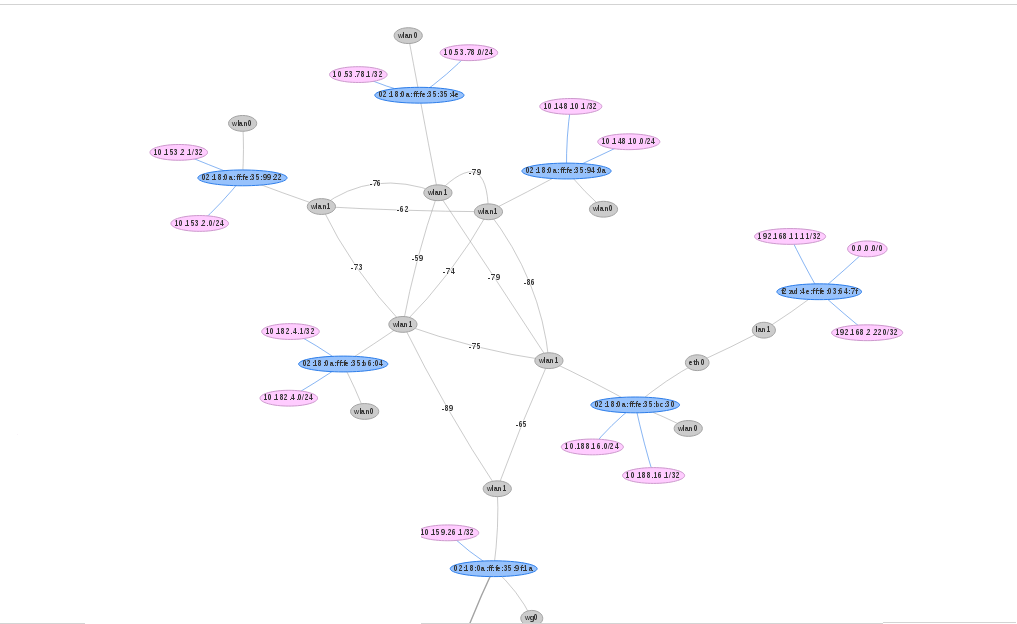 wlan0
10.53.78.0/24
10.53.78.1/32
02:18:0a:ff:fe:35:35:4e
10.148.10.1/32
wlan0
10.148.10.0/24
10.153.2.1/32
-79
02:18:0a:ff:fe:35:94:0a
02:18:0a:ff:fe:35:99:22
-76
wlan1
wlan1
-62
wlan1
wlan0
10.153.2.0/24
192.168.11.11/32
0.0.0.0/0
-59
-73
-74
-79
-86
f2:ad:4e:ff:fe:03:64:7f
wlan1
10.182.4.1/32
lan1
192.168.2.220/32
-75
02:18:0a:ff:fe:35:b6:04
wlan1
eth0
10.182.4.0/24
02:18:0a:ff:fe:35:bc:30
wlan0
-89
-65
wlan0
10.188.16.0/24
10.188.16.1/32
wlan1
10.159.26.1/32
02:18:0a:ff:fe:35:9f:1a
wg0